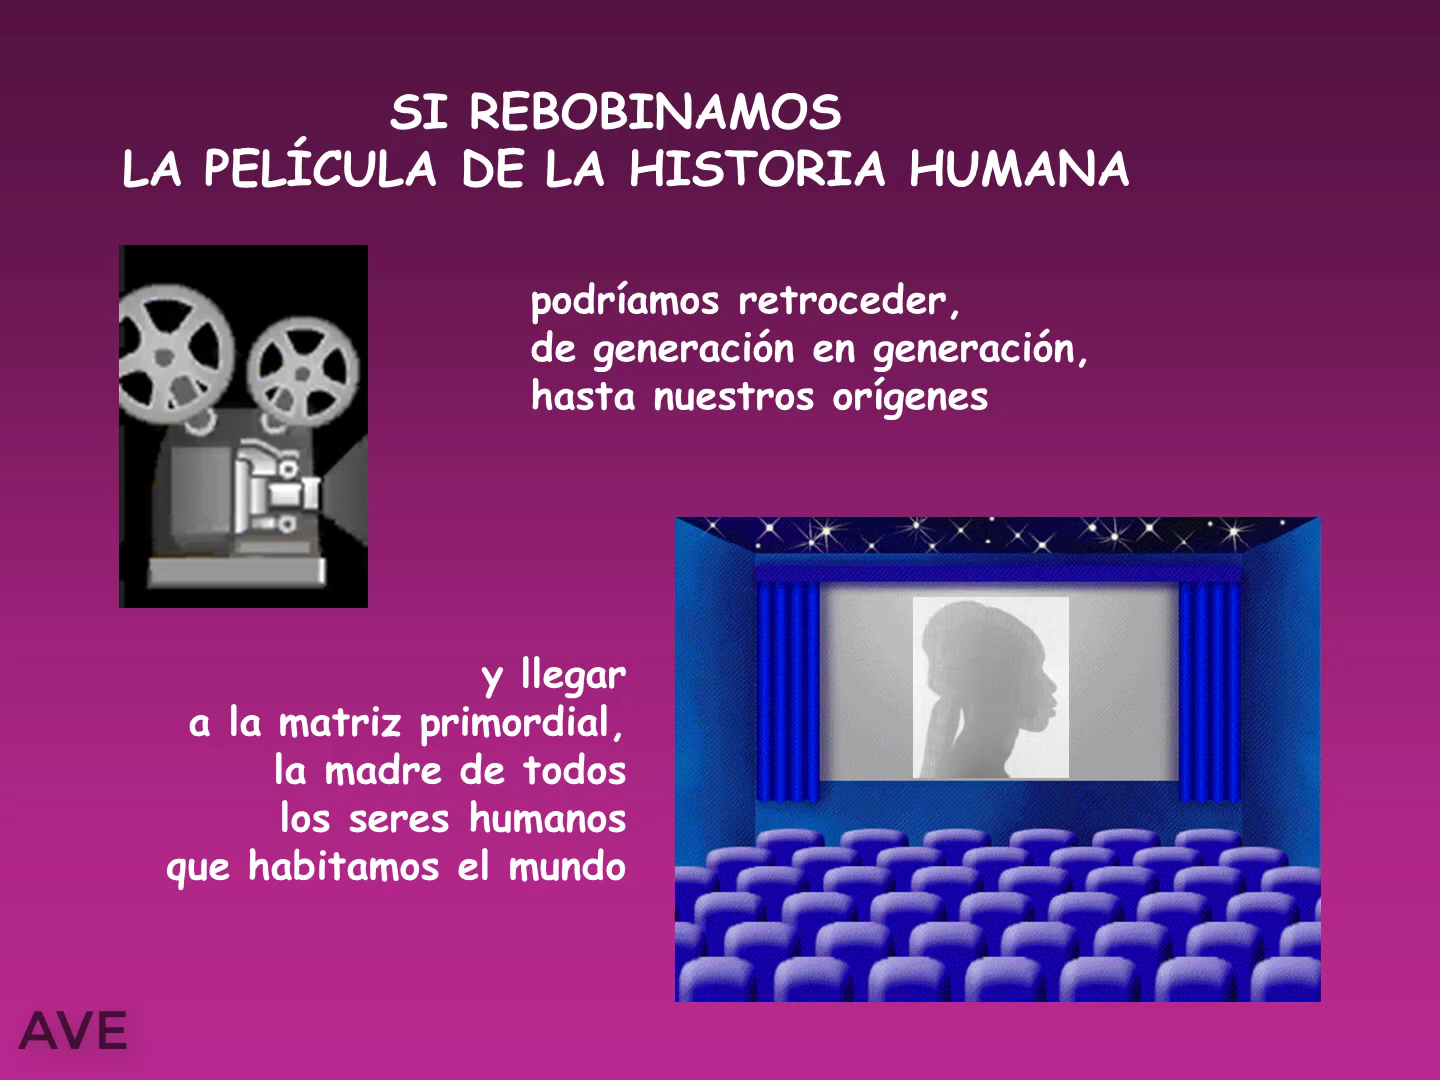 SI REBOBINAMOS
LA PELÍCULA DE LA HISTORIA HUMANA
podríamos retroceder,
de generación en generación,
hasta nuestros orígenes
y llegar
a la matriz primordial,
la madre de todos
los seres humanos
que habitamos el mundo
AVE